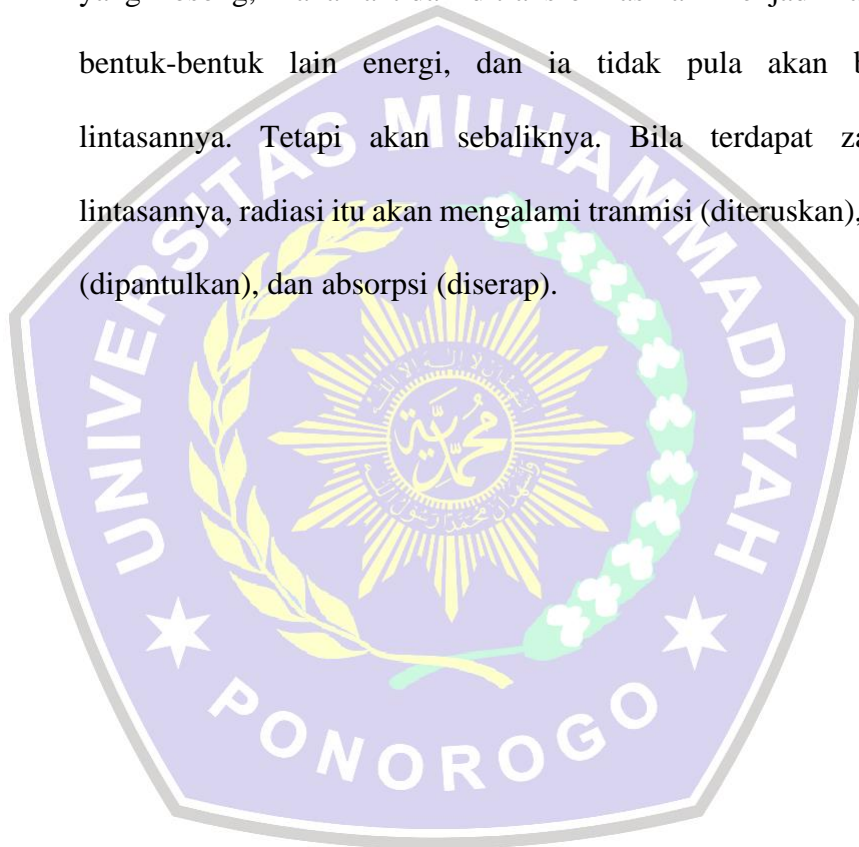 bentuk-bentuk lain energi, dan ia tidak pula akan
lintasannya. Tetapi akan sebaliknya. Bila terdapat
lintasannya, radiasi itu akan mengalami tranmisi (diteruskan),
(dipantulkan), dan absorpsi (diserap).
UNIVERSITAS MUHAMMADIYAH
PONOROGO